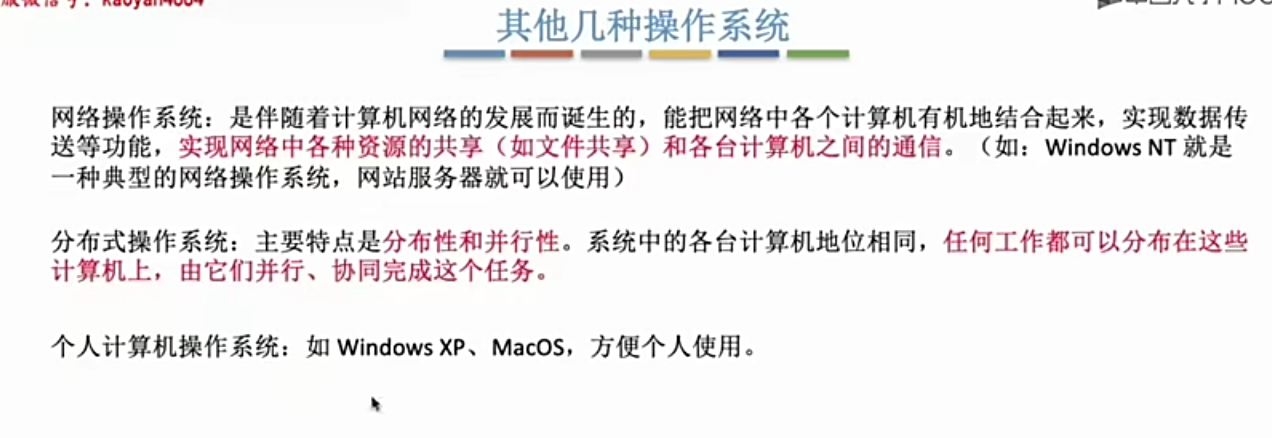 其他几种操作系统
网络操作系统：是伴随着计算机网络的发展而诞生的，能把网络中各个计算机有机地结合起来，实现数据传
送等功能，实现网络中各种资源的共享（如文件共享）和各台计算机之间的通信。（如：Windows NT 就是
一种典型的网络操作系统，网站服务器就可以使用）
分布式操作系统：主要特点是分布性和并行性。系统中的各台计算机地位相同，任何工作都可以分布在这些
计算机上，由它们并行、协同完成这个任务。
个人计算机操作系统：如 Windows XP、MacOS，方便个人使用。